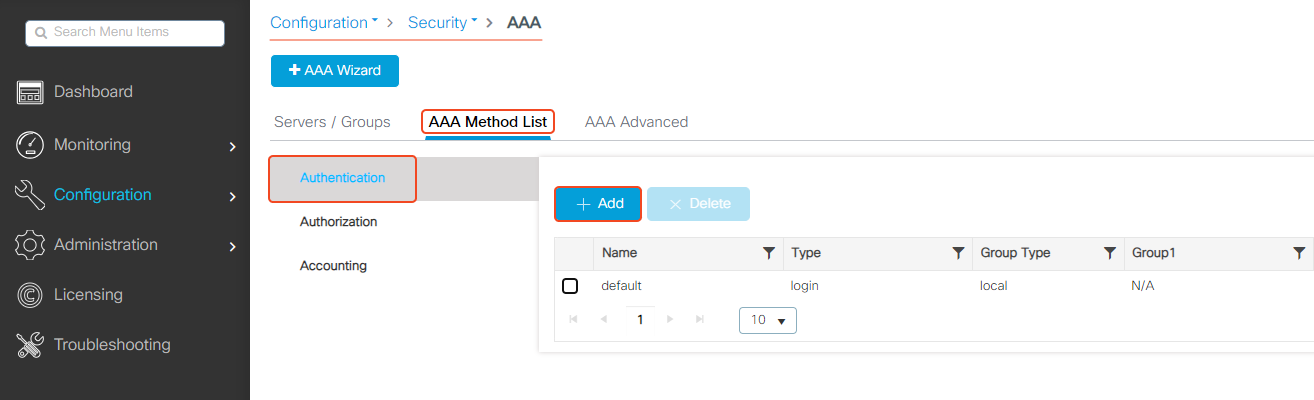 Search Menu Items
Dashboard
Monitoring
Configuration
Administration
Licensing
Troubleshooting
Configuration > Security > AAA
+ AAA Wizard
Servers / Groups AAA Method List AAA Advanced
Authentication
Authorization
Accounting
+ Add × Delete
Name Type Group Type Group1
default login local N/A
1 10